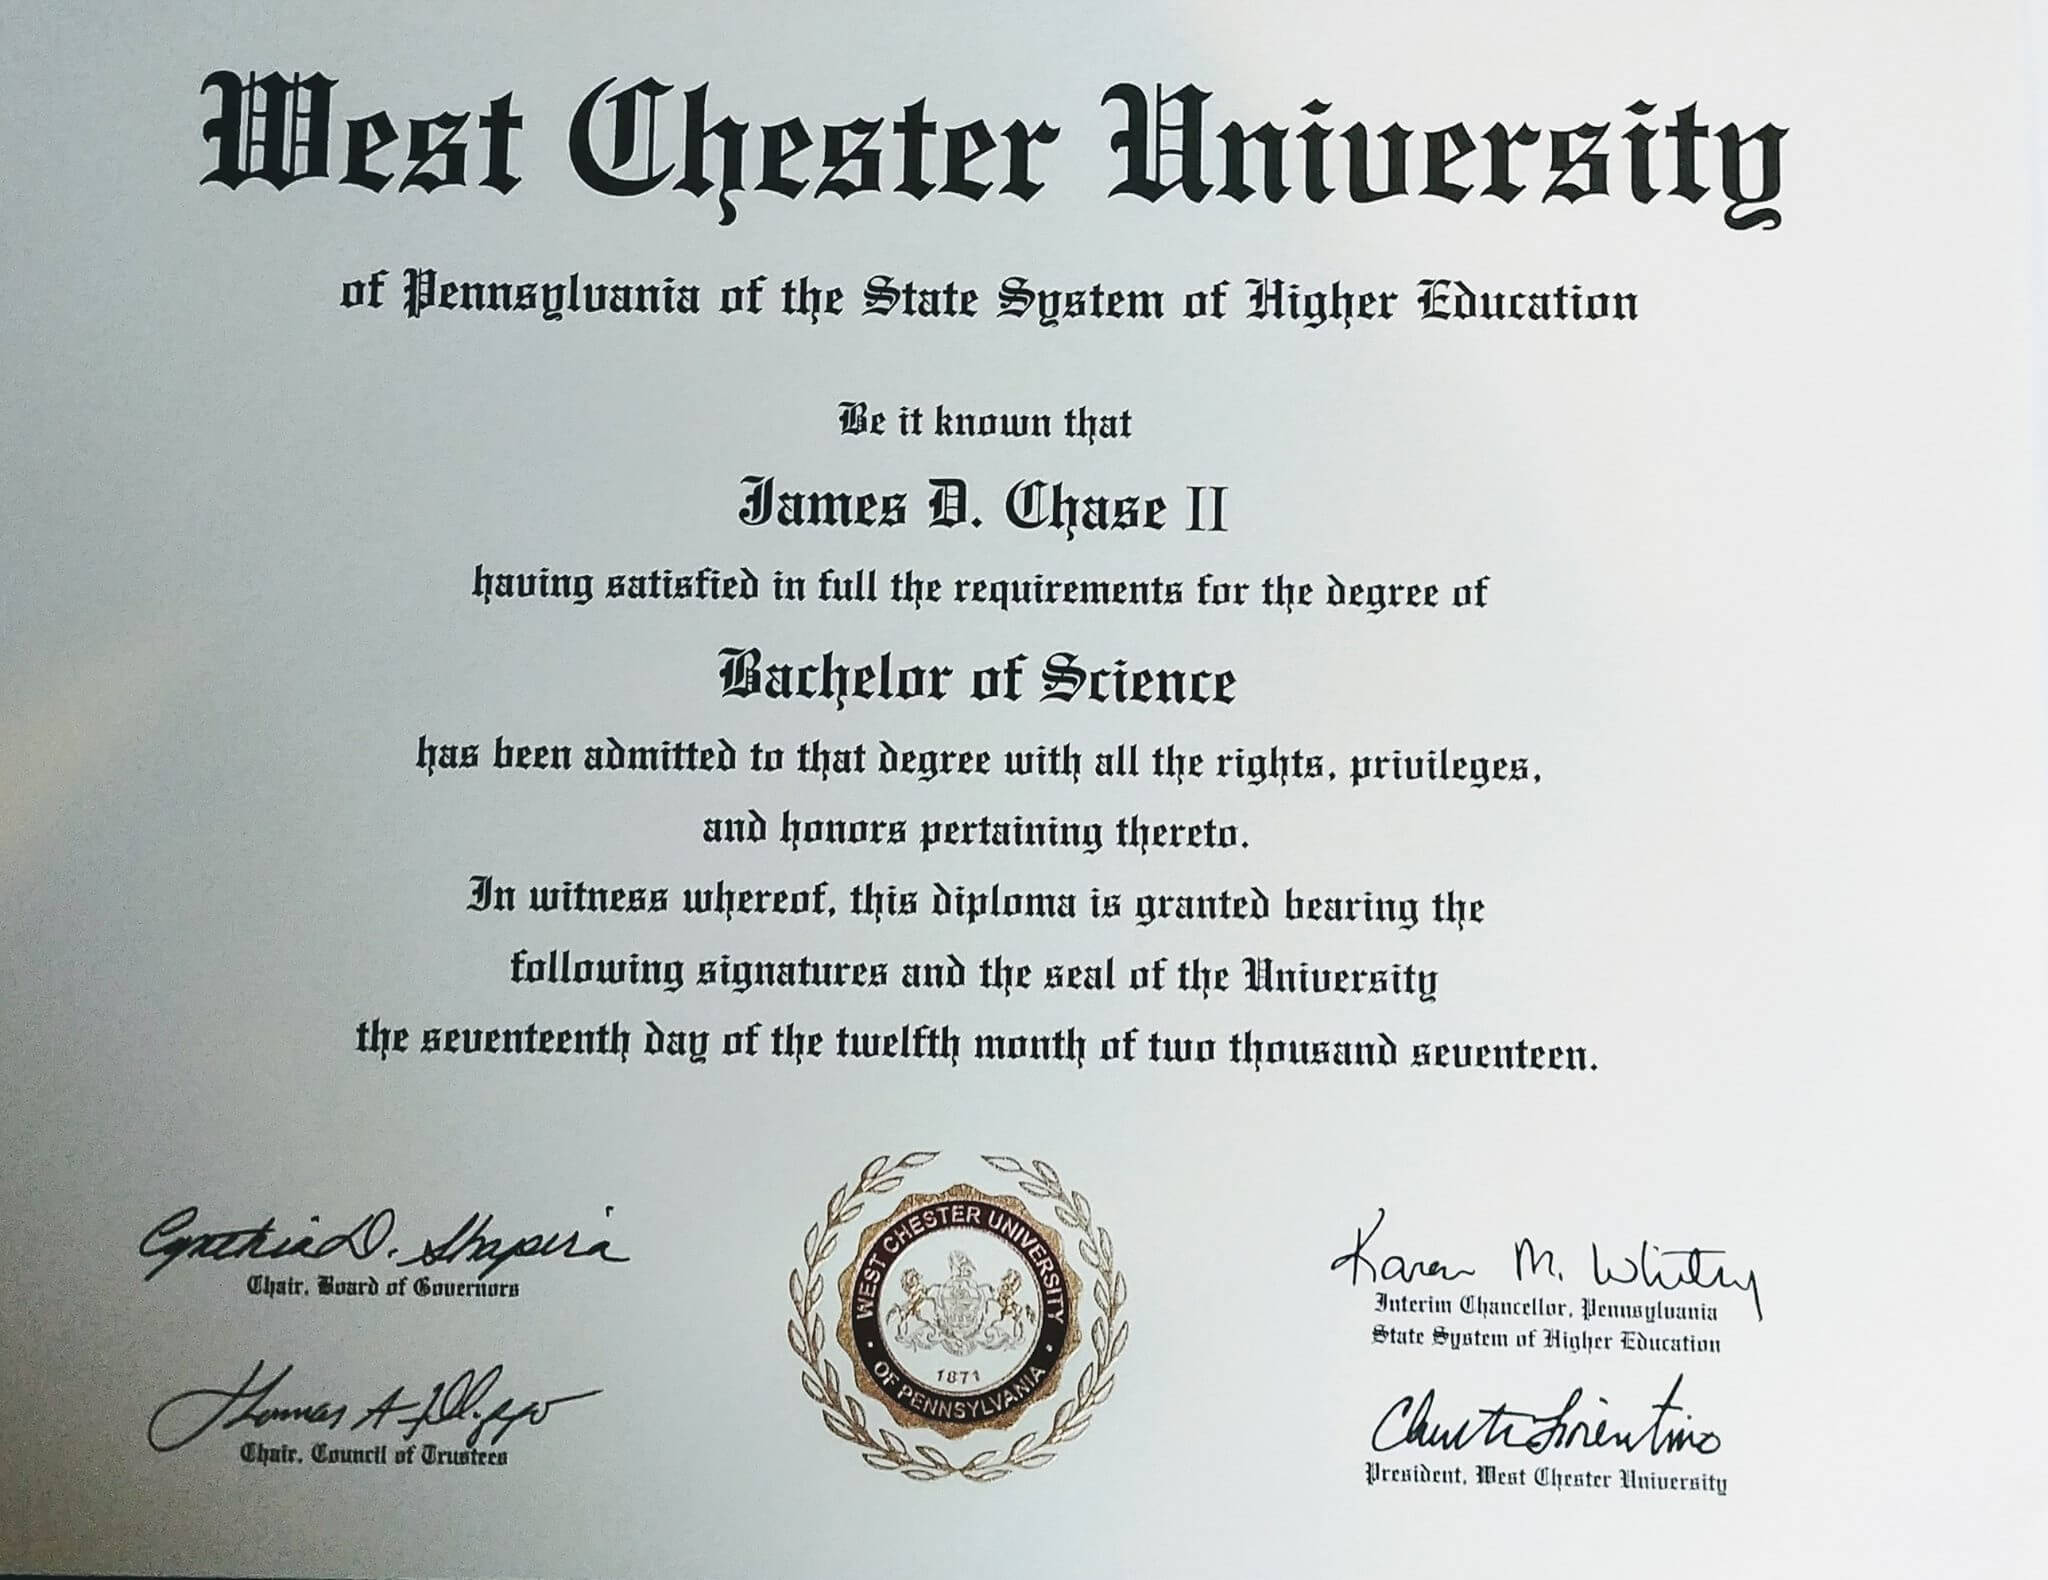 West Chester University
of Pennsylvania of the State System of Higher Education
Be it known that
James D. Chase II
having satisfied in full the requirements for the degree of
Bachelor of Science
has been admitted to that degree with all the rights, privileges,
and honors pertaining thereto.
In witness whereof, this diploma is granted bearing the
following signatures and the seal of the University
the seventeenth day of the twelfth month of two thousand seventeen.
Cynthia D. Shapira
Chair, Board of Governors
Thomas A. Fillippo
Chair, Council of Trustees
WEST CHESTER UNIVERSITY
1871
OF PENNSYLVANIA
Karen M. Whitney
Interim Chancellor, Pennsylvania
State System of Higher Education
Christopher Fiorentino
President, West Chester University